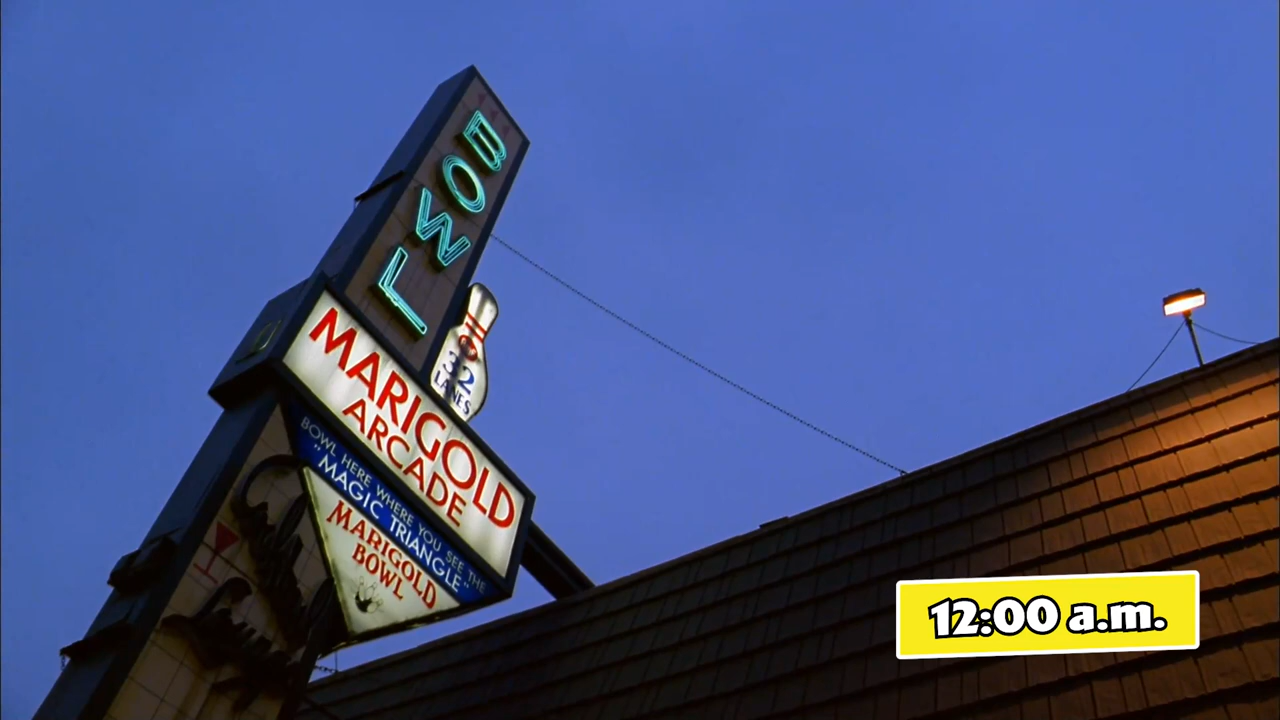 BOWL
32
LANES
MARIGOLD
ARCADE
BOWL HERE WHERE YOU SEE THE
"MAGIC TRIANGLE"
MARIGOLD
BOWL
12:00 a.m.